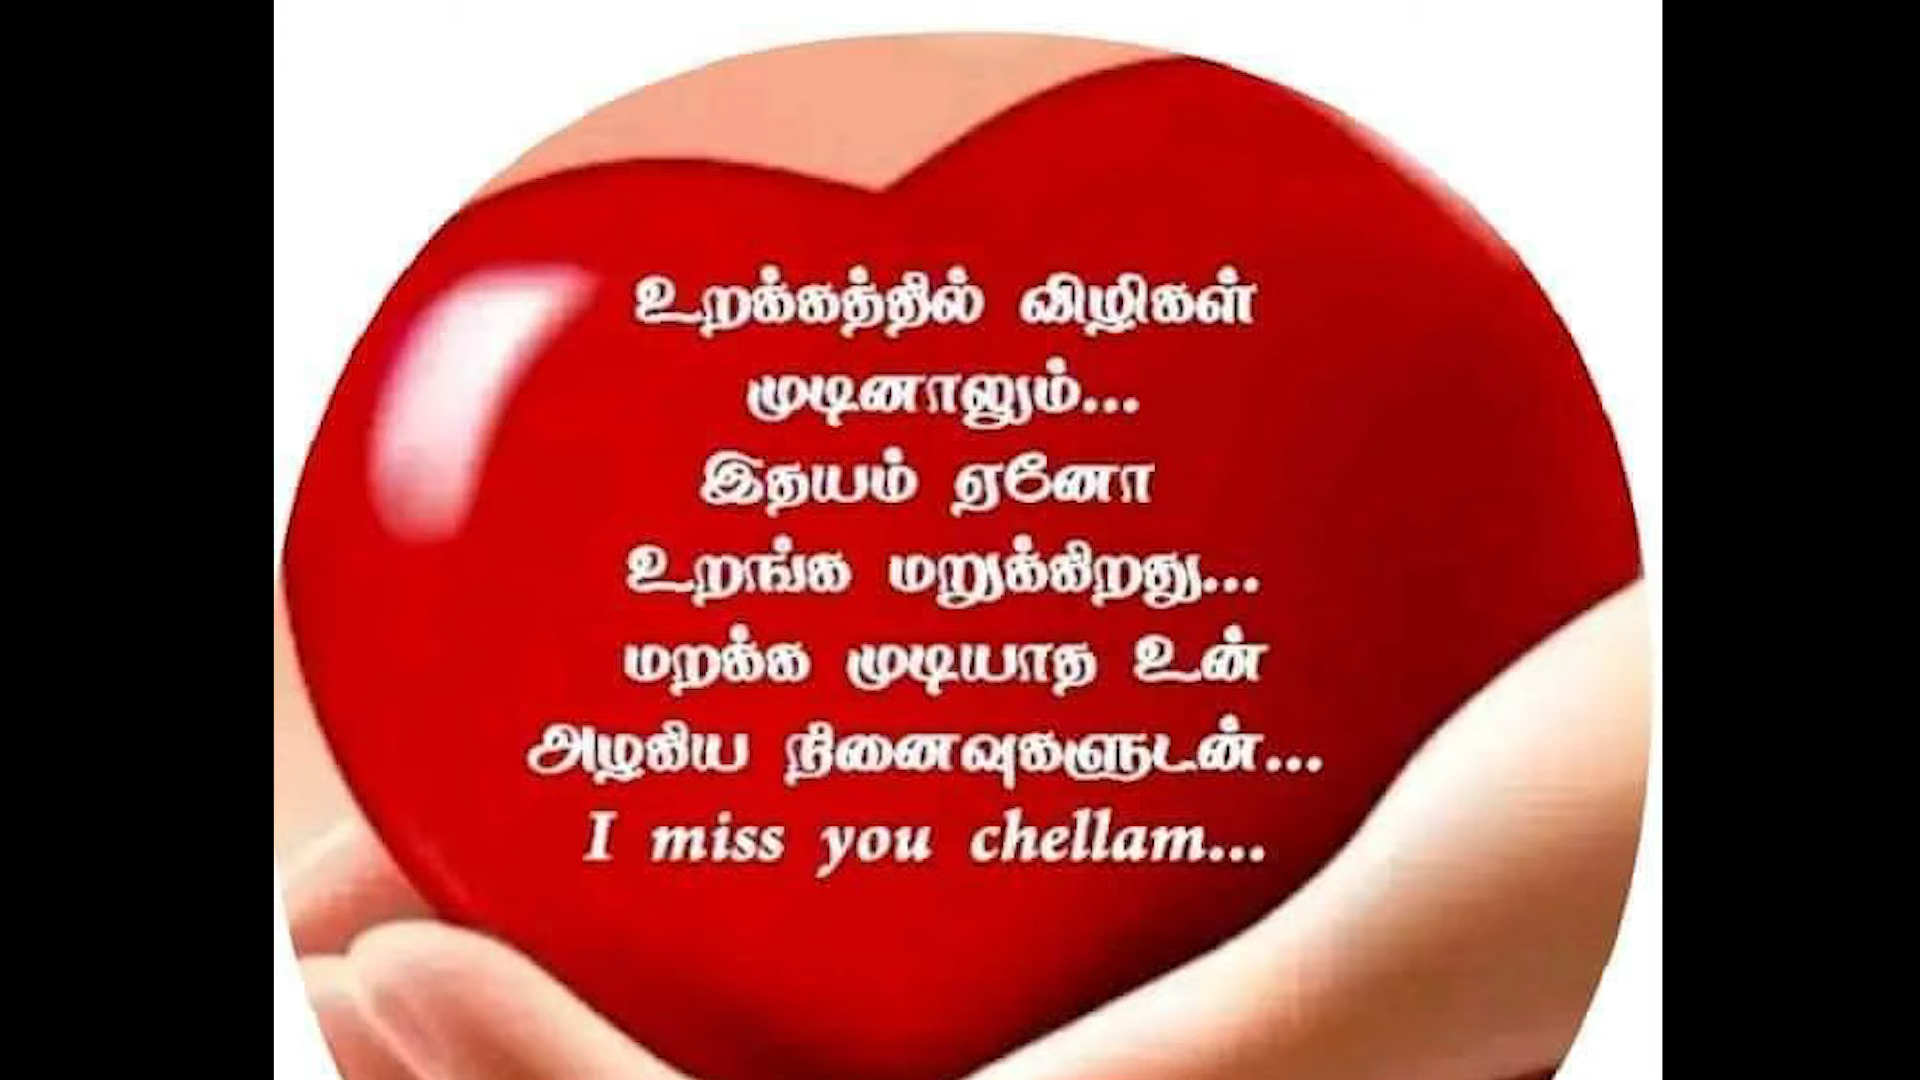 உறக்கத்தில் விழிகள்
முடினாலும்...
இதயம் ஏனோ
உறங்க மறுக்கிறது...
மறக்க முடியாத உன்
அழகிய நினைவுகளுடன்...
I miss you chellam...